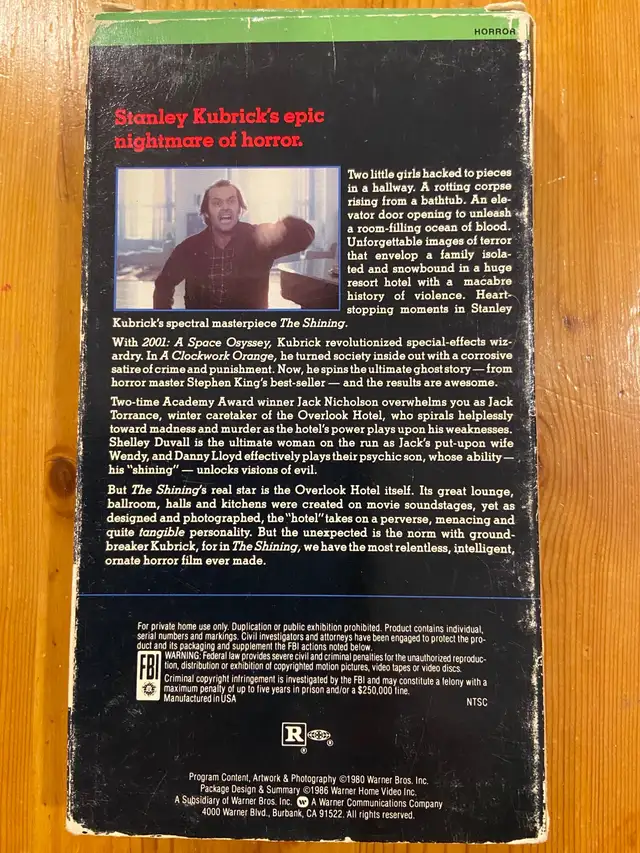 HORROR
Stanley Kubrick's epic
nightmare of horror.
Two little girls hacked to pieces
in a hallway. A rotting corpse
rising from a bathtub. An ele-
vator door opening to unleash
a room-filling ocean of blood.
Unforgettable images of terror
that envelop a family isola-
ted and snowbound in a huge
resort hotel with a macabre
history of violence. Heart-
stopping moments in Stanley
Kubrick's spectral masterpiece The Shining.
With 2001: A Space Osyssey, Kubrick revolutionized special-effects wiz-
ardry. In A Clockwork Orange, he turned society inside out with a corrosive
satire of crime and punishment. Now, he spins the ultimate ghost story — from
horror master Stephen King's best-seller — and the results are awesome.
Two-time Academy Award winner Jack Nicholson overwhelms you as Jack
Torrance, winter caretaker of the Overlook Hotel, who spirals helplessly
toward madness and murder as the hotel's power plays upon his weaknesses.
Shelley Duvall is the ultimate woman on the run as Jack's put-upon wife
Wendy, and Danny Lloyd effectively plays their psychic son, whose ability —
his "shining" — unlocks visions of evil.
But The Shining's real star is the Overlook Hotel itself. Its great lounge,
ballroom, halls and kitchens were created on movie soundstages, yet as
designed and photographed, the "hotel" takes on a perverse, menacing and
quite tangible personality. But the unexpected is the norm with ground-
breaker Kubrick, for in The Shining, we have the most relentless, intelligent,
ornate horror film ever made.
For private home use only. Duplication or public exhibition prohibited. Product contains individual,
serial numbers and markings. Civil investigators and attorneys have been engaged to protect the pro-
duct and its packaging and supplement the FBI actions noted below.
FBI
WARNING: Federal law provides severe civil and criminal penalties for the unauthorized reproduc-
tion, distribution or exhibition of copyrighted motion pictures, video tapes or video discs.
Criminal copyright infringement is investigated by the FBI and may constitute a felony with a
maximum penalty of up to five years in prison and/or a $250,000 fine.
Manufactured in USA
NTSC
R ® ®
Program Content, Artwork & Photography ©1980 Warner Bros. Inc.
Package Design & Summary ©1986 Warner Home Video Inc.
A Subsidiary of Warner Bros. Inc. A Warner Communications Company
4000 Warner Blvd., Burbank, CA 91522. All rights reserved.